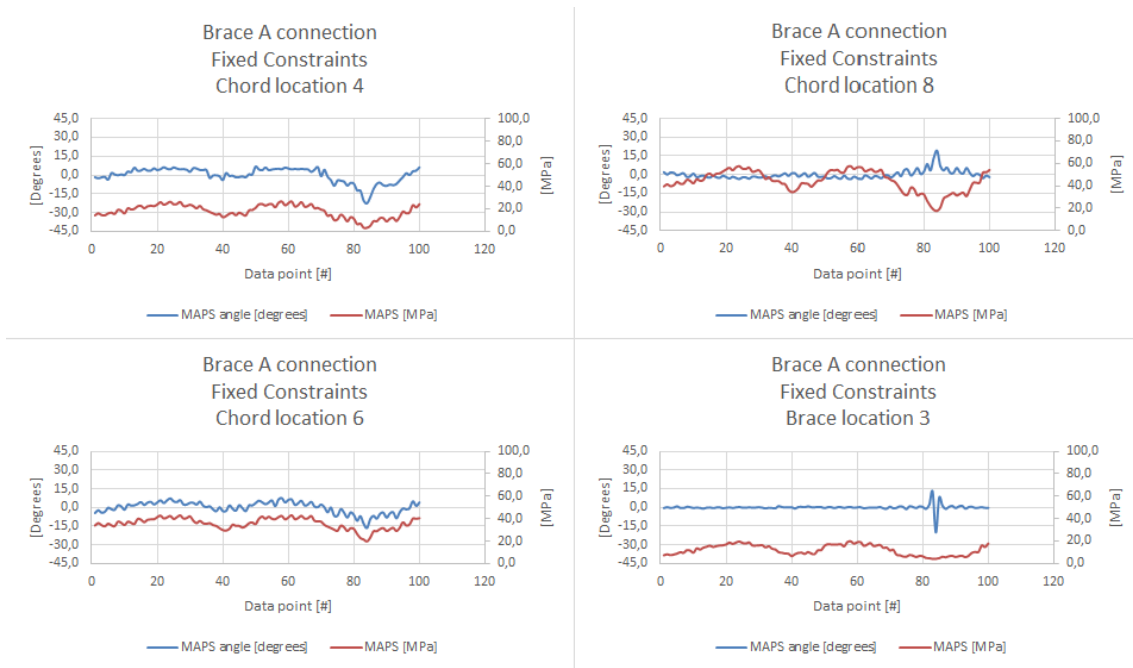 Brace A connection
Fixed Constraints
Chord location 4
45,0
30,0
15,0
0,0
-15,0
-30,0
-45,0
[Degrees]
100,0
80,0
60,0
40,0
20,0
0,0
[MPa]
0 20 40 60 80 100 120
Data point [#]
MAPS angle [degrees] MAPS [MPa]
Brace A connection
Fixed Constraints
Chord location 8
45,0
30,0
15,0
0,0
-15,0
-30,0
-45,0
[Degrees]
100,0
80,0
60,0
40,0
20,0
0,0
[MPa]
0 20 40 60 80 100 120
Data point [#]
MAPS angle [degrees] MAPS [MPa]
Brace A connection
Fixed Constraints
Chord location 6
45,0
30,0
15,0
0,0
-15,0
-30,0
-45,0
[Degrees]
100,0
80,0
60,0
40,0
20,0
0,0
[MPa]
0 20 40 60 80 100 120
Data point [#]
MAPS angle [degrees] MAPS [MPa]
Brace A connection
Fixed Constraints
Brace location 3
45,0
30,0
15,0
0,0
-15,0
-30,0
-45,0
[Degrees]
100,0
80,0
60,0
40,0
20,0
0,0
[MPa]
0 20 40 60 80 100 120
Data point [#]
MAPS angle [degrees] MAPS [MPa]